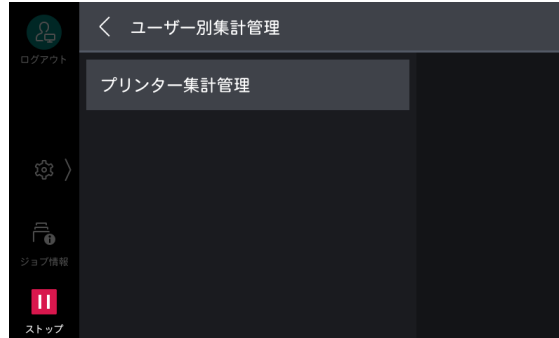 ユーザー別集計管理
ログアウト
プリンター集計管理
ジョブ情報
ストップ